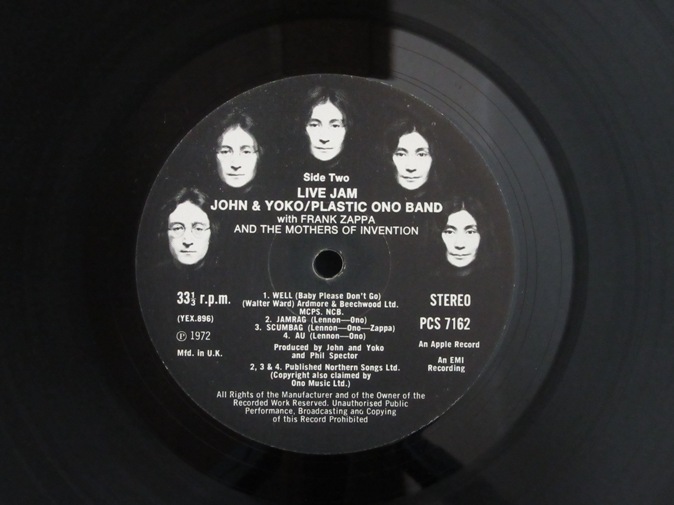 Side Two
LIVE JAM
JOHN & YOKO/PLASTIC ONO BAND
with FRANK ZAPPA
AND THE MOTHERS OF INVENTION
33⅓ r.p.m.
(YEX.896)
Ⓟ 1972
Mfd. in U.K.
1. WELL (Baby Please Don't Go)
(Walter Ward) Ardmore & Beechwood Ltd.
MCPS, NCB.
2. JAMRAG (Lennon—Ono)
3. SCUMBAG (Lennon—Ono—Zappa)
4. AU (Lennon—Ono)
Produced by John and Yoko
and Phil Spector
2, 3 & 4. Published Northern Songs Ltd.
(Copyright also claimed by
Ono Music Ltd.)
STEREO
PCS 7162
An Apple Record
An EMI
Recording
All Rights of the Manufacturer and of the Owner of the
Recorded Work Reserved. Unauthorised Public
Performance, Broadcasting and Copying
of this Record Prohibited